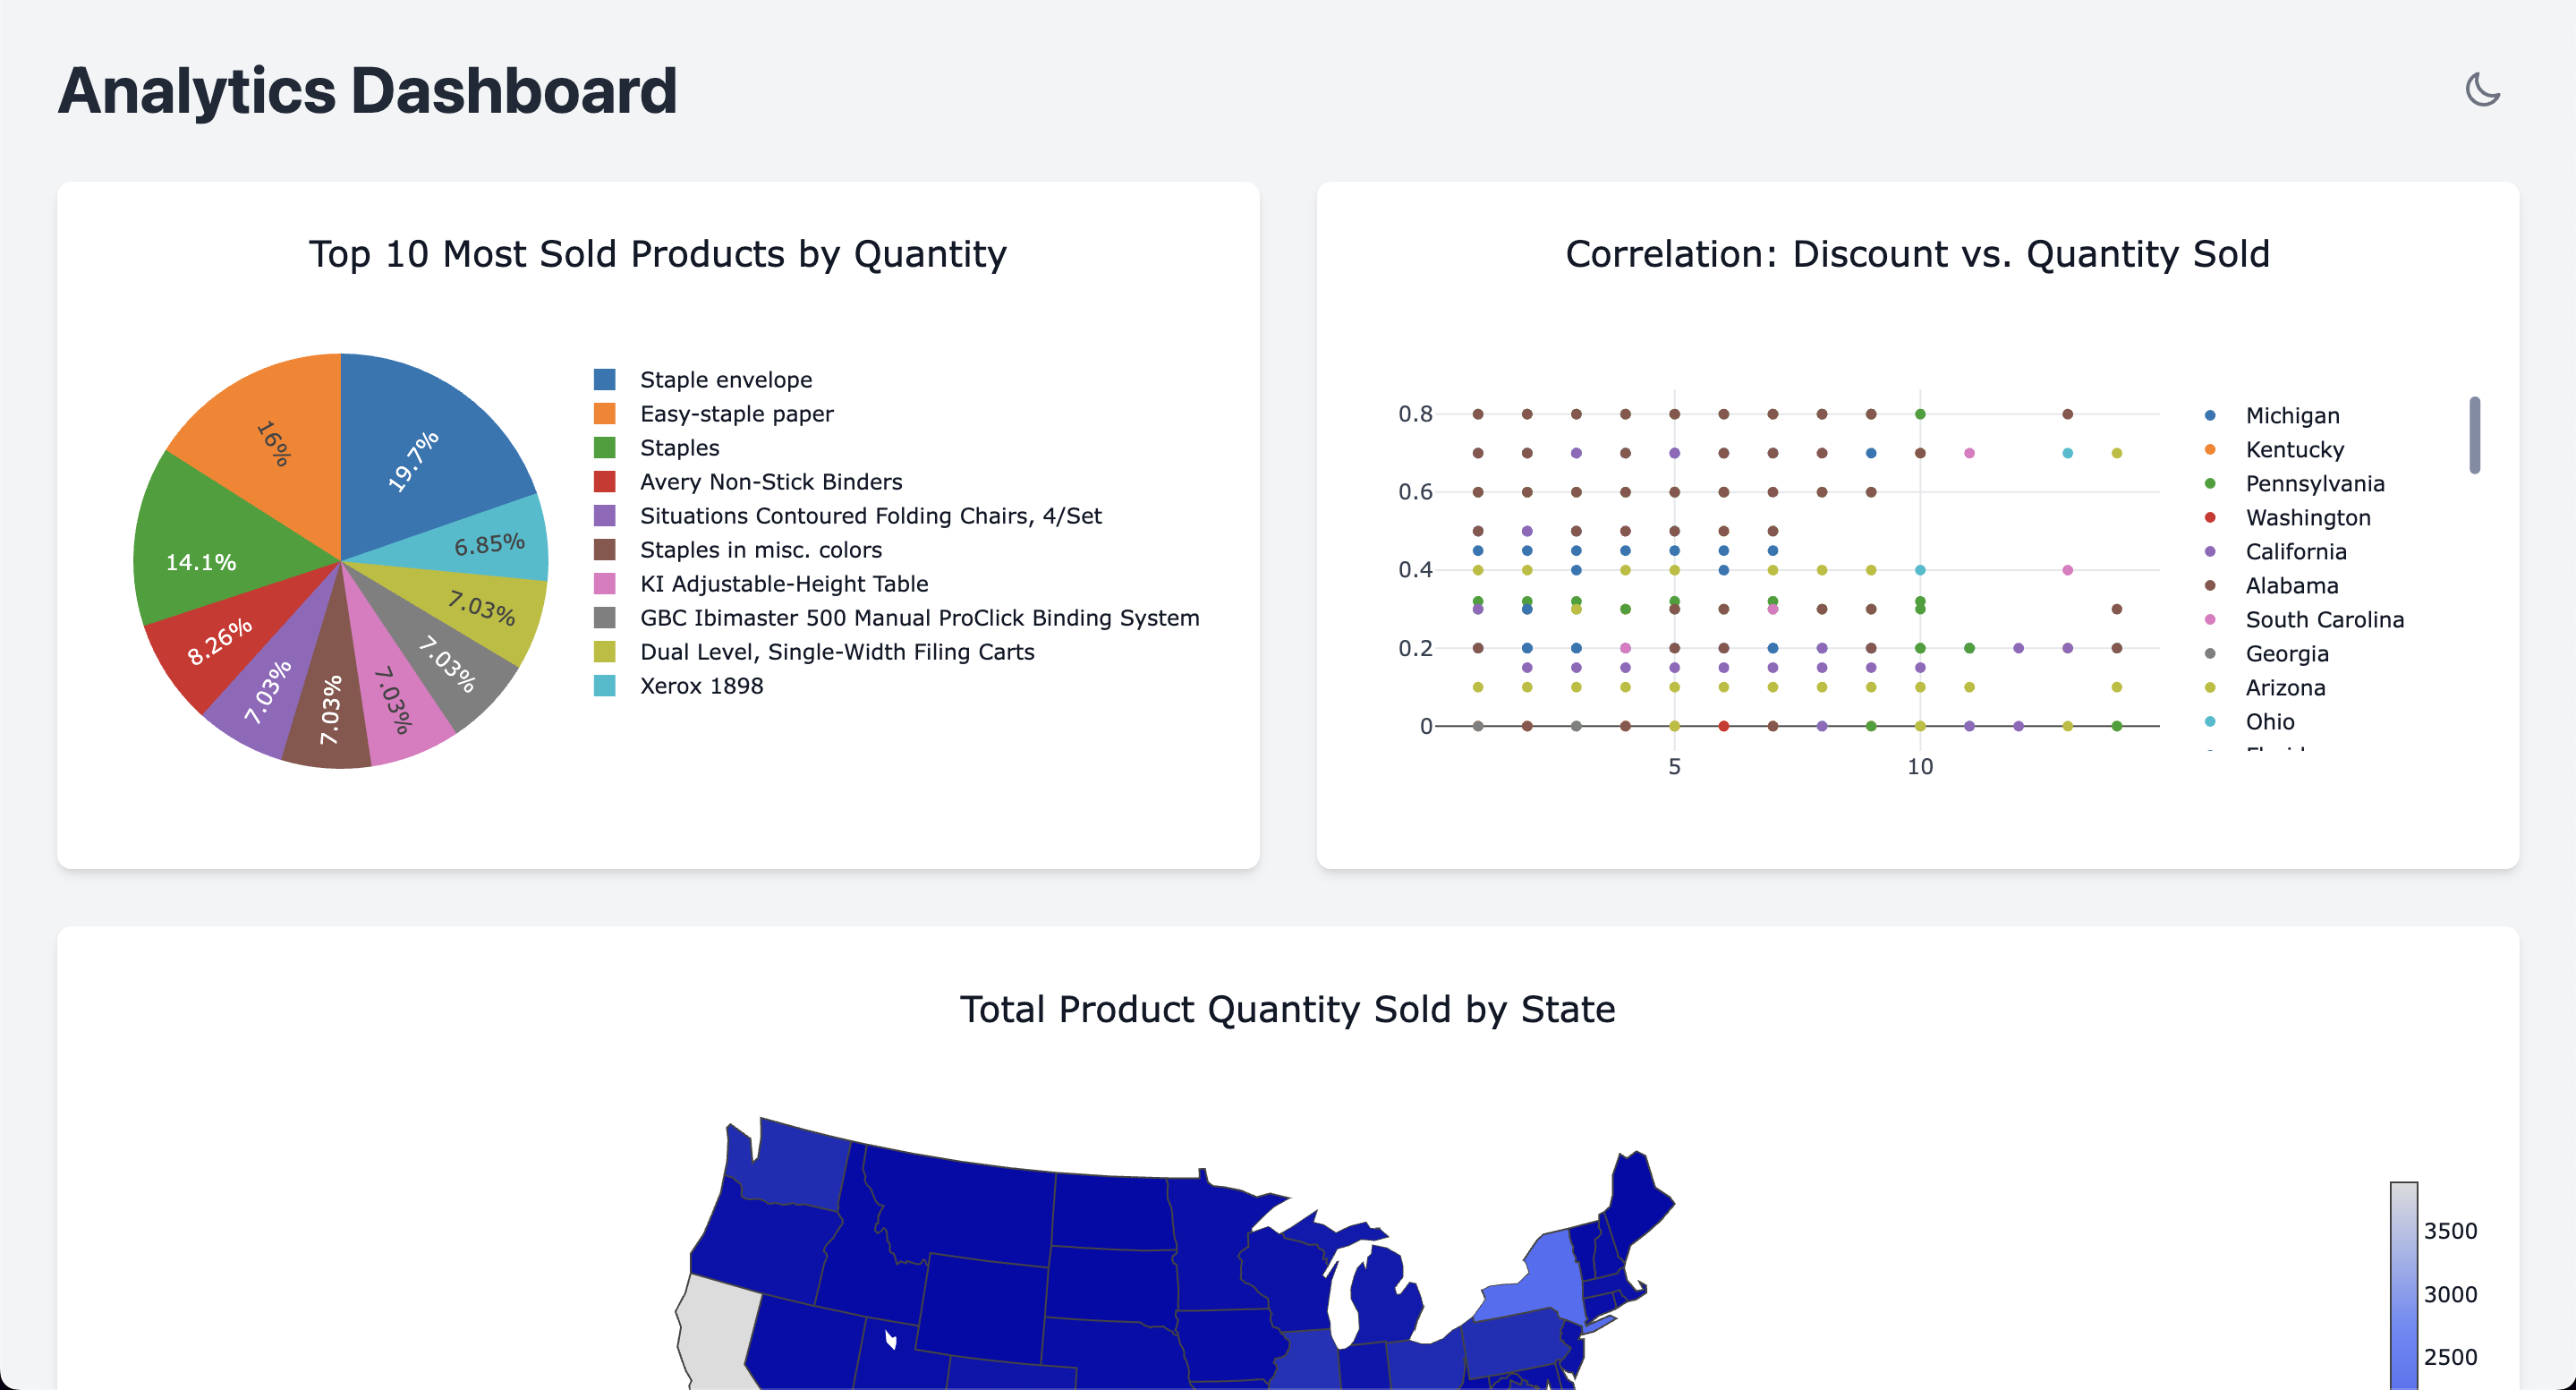 Analytics Dashboard
Top 10 Most Sold Products by Quantity
19.7%
16%
14.1%
8.26%
7.03%
7.03%
7.03%
7.03%
7.03%
6.85%
Staple envelope
Easy-staple paper
Staples
Avery Non-Stick Binders
Situations Contoured Folding Chairs, 4/Set
Staples in misc. colors
KI Adjustable-Height Table
GBC Ibimaster 500 Manual ProClick Binding System
Dual Level, Single-Width Filing Carts
Xerox 1898
Correlation: Discount vs. Quantity Sold
0.8
0.6
0.4
0.2
0
5
10
Michigan
Kentucky
Pennsylvania
Washington
California
Alabama
South Carolina
Georgia
Arizona
Ohio
Total Product Quantity Sold by State
3500
3000
2500